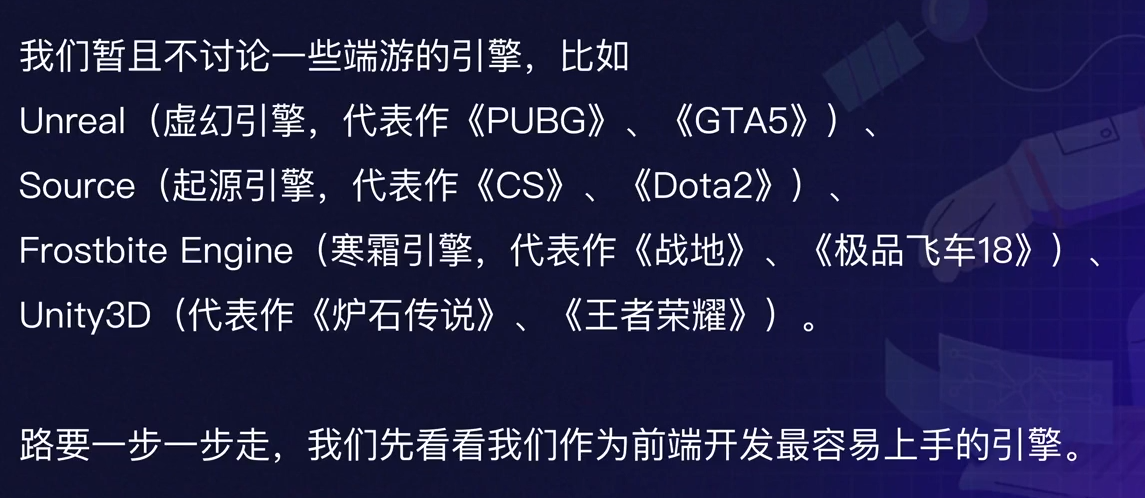 我们暂且不讨论一些端游的引擎，比如
Unreal（虚幻引擎，代表作《PUBG》、《GTA5》）、
Source（起源引擎，代表作《CS》、《Dota2》）、
Frostbite Engine（寒霜引擎，代表作《战地》、《极品飞车18》）、
Unity3D（代表作《炉石传说》、《王者荣耀》）。
路要一步一步走，我们先看看我们作为前端开发最容易上手的引擎。